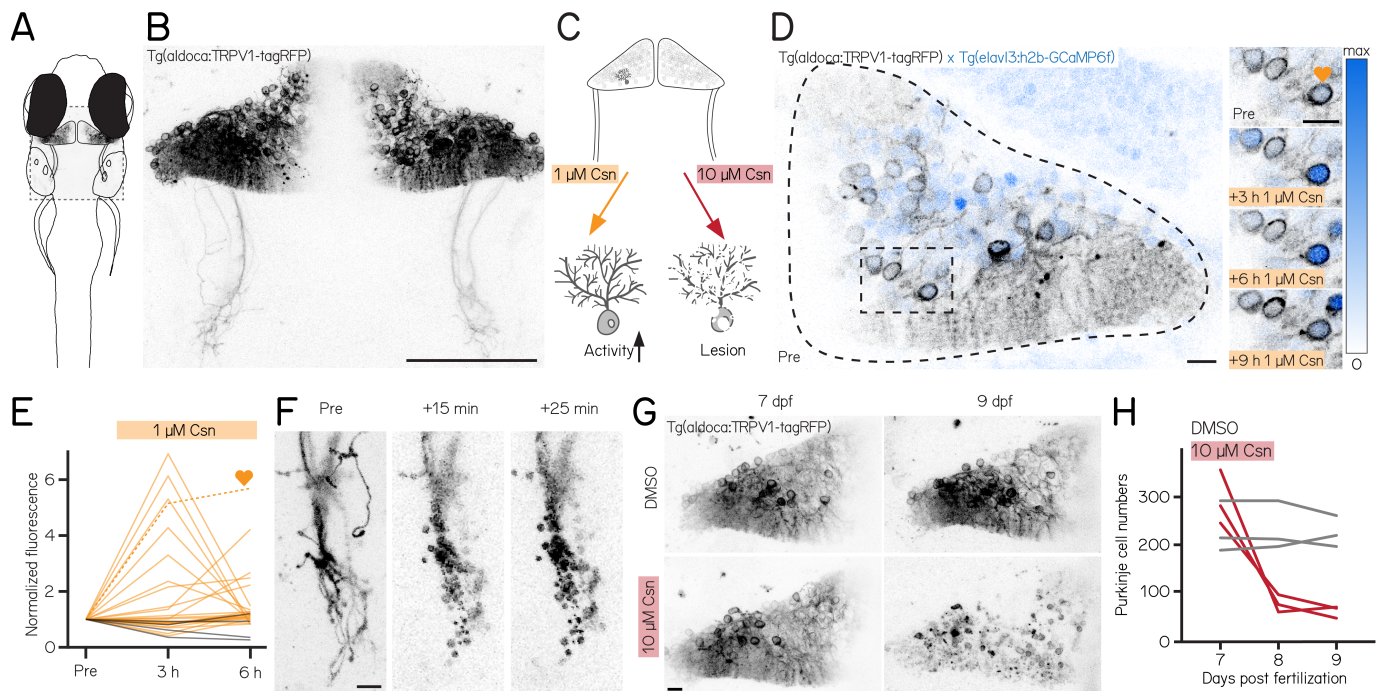 A
B
Tg(aldoca:TRPV1-tagRFP)
C
1 µM Csn
10 µM Csn
Activity
Lesion
D
Tg(aldoca:TRPV1-tagRFP) x Tg(elavl3:h2b-GCaMP6f)
Pre
Pre
+3 h 1 µM Csn
+6 h 1 µM Csn
+9 h 1 µM Csn
max
0
E
1 µM Csn
Normalized fluorescence
6
4
2
0
Pre
3 h
6 h
F
Pre
+15 min
+25 min
G
7 dpf
9 dpf
Tg(aldoca:TRPV1-tagRFP)
DMSO
10 µM Csn
H
DMSO
10 µM Csn
Purkinje cell numbers
300
200
100
0
7
8
9
Days post fertilization